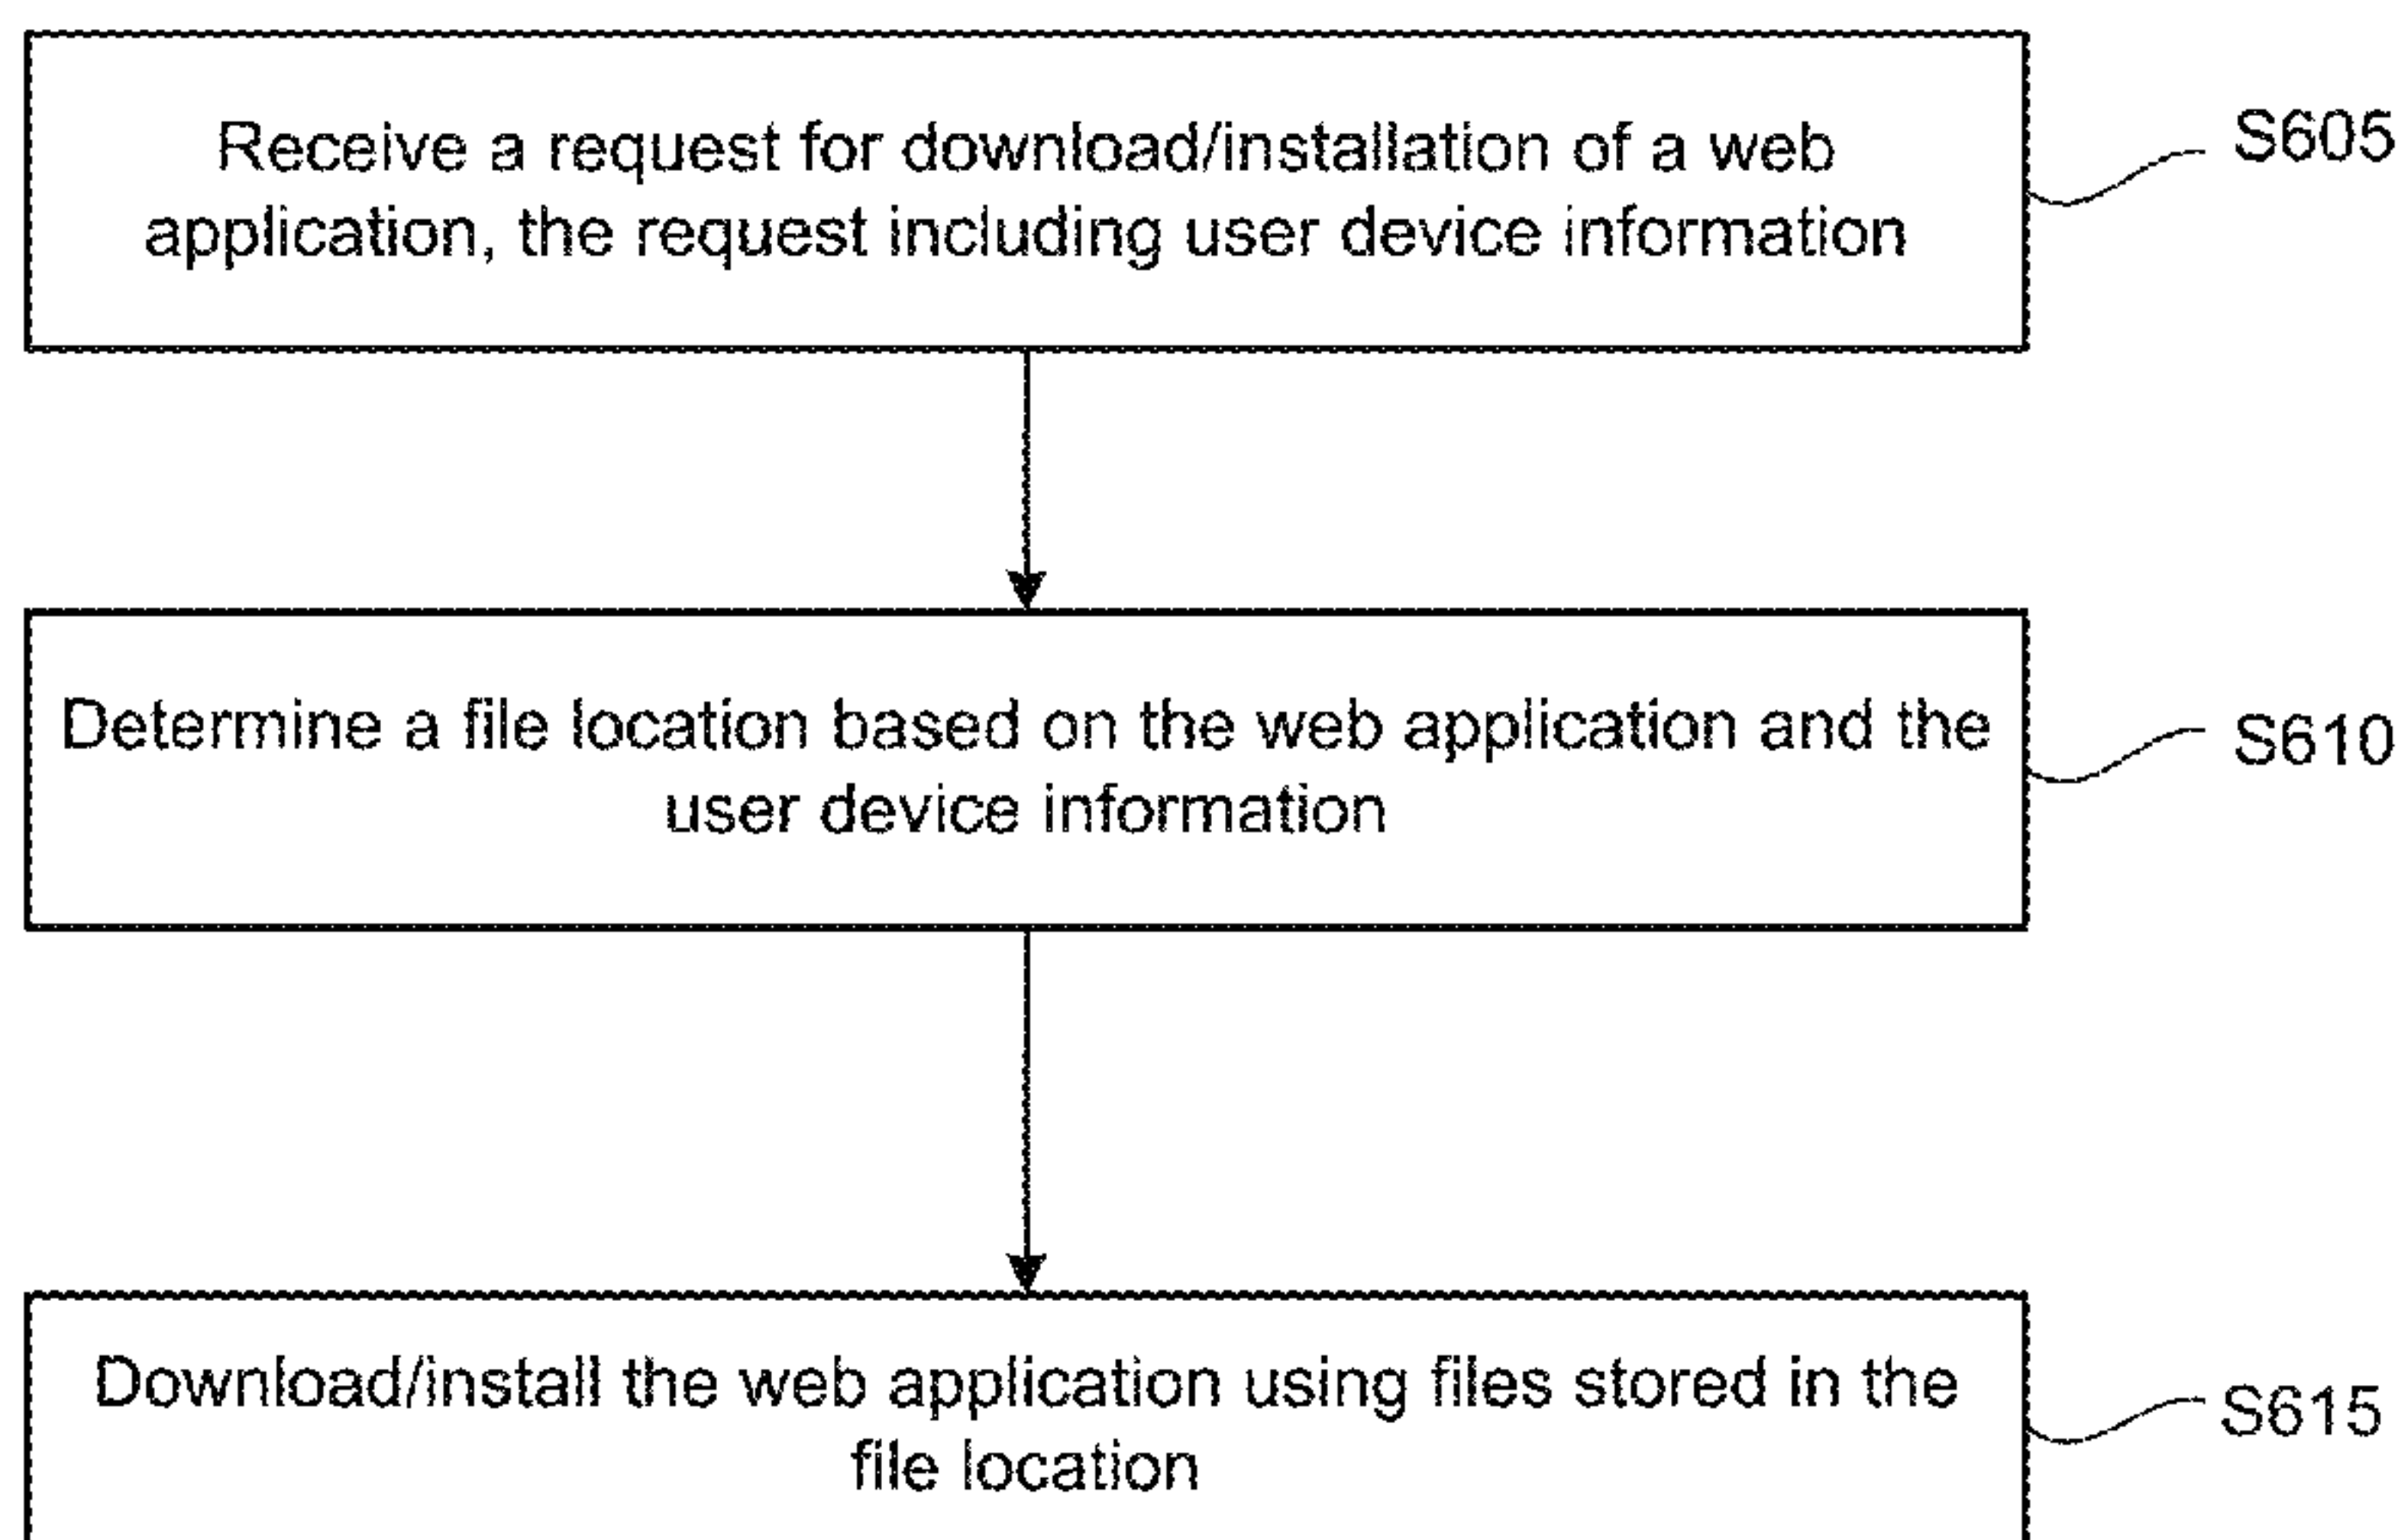 Receive a request for download/installation of a web
application, the request including user device information
S605
Determine a file location based on the web application and the
user device information
S610
Download/install the web application using files stored in the
file location
S615